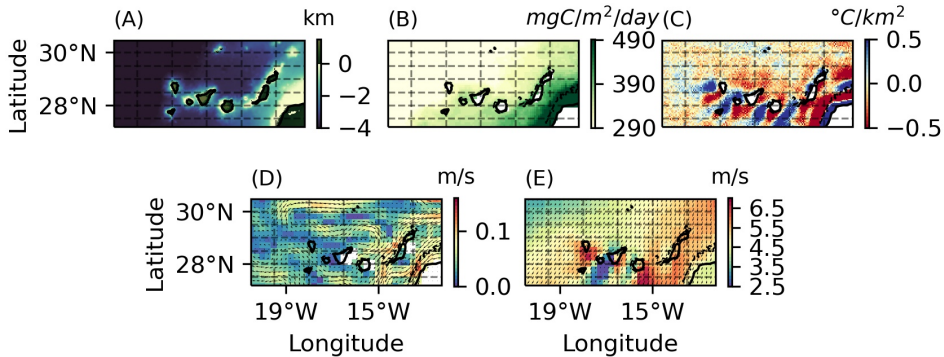 (A) km (B) mgC/m²/day (C) °C/km²
Latitude 30°N 28°N 0 −2 −4 490 390 290 0.5 0.0 −0.5
(D) m/s (E) m/s
Latitude 30°N 28°N 0.1 0.0 6.5 5.5 4.5 3.5 2.5
19°W 15°W 19°W 15°W
Longitude Longitude